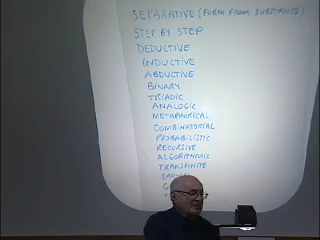 SEPARATIVE (FORM FROM SUBSTANCE)
STEP BY STEP
DEDUCTIVE
INDUCTIVE
ABDUCTIVE
BINARY
TRIADIC
ANALOGIC
METAPHORICAL
COMBINATORIAL
PROBABILISTIC
RECURSIVE
ALGORITHMIC
TRANSFINITE